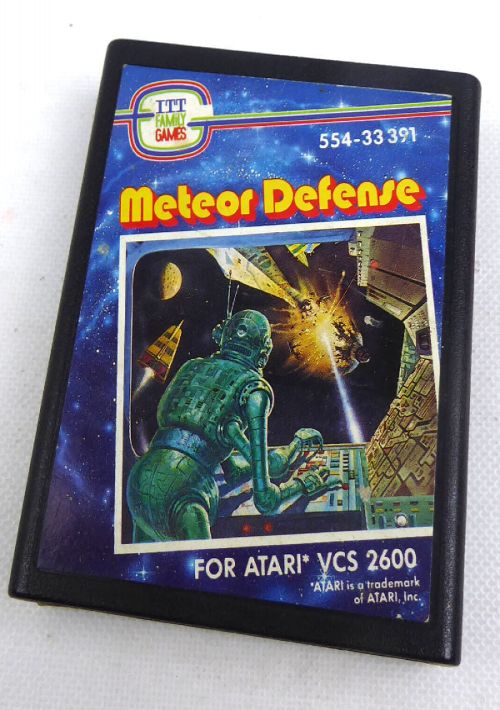 ITT
FAMILY
GAMES
554-33 391
Meteor Defense
FOR ATARI* VCS 2600
*ATARI is a trademark
of ATARI, Inc.